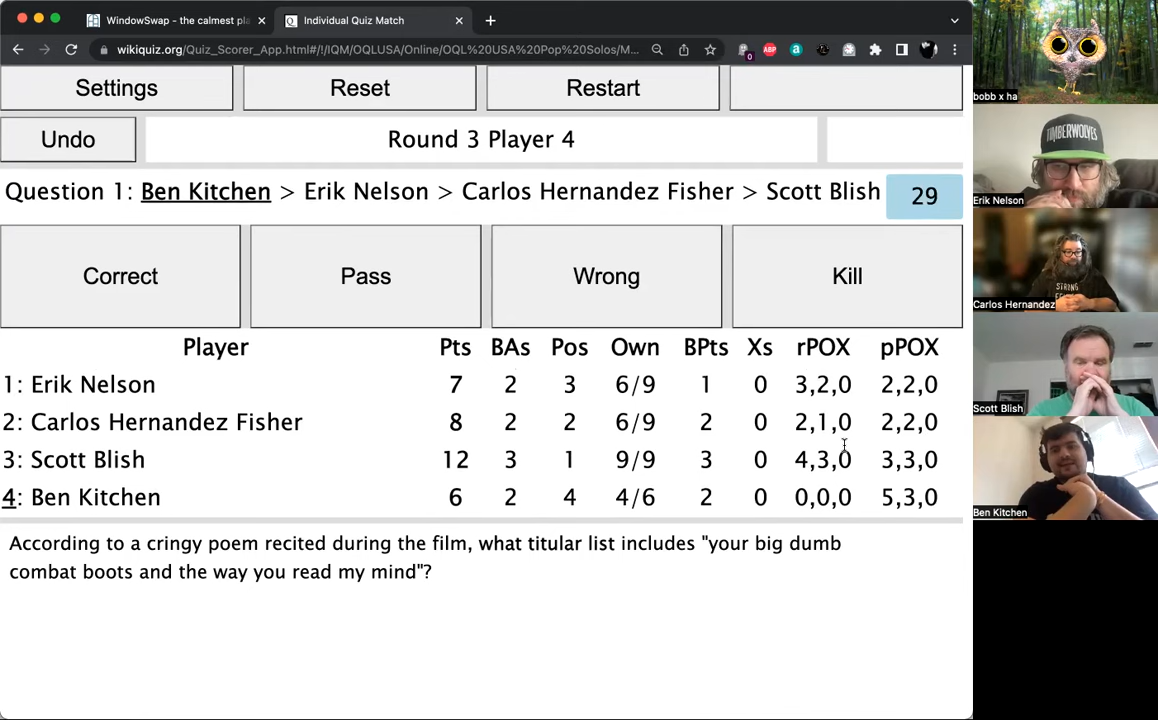 WindowSwap - the calmest pl
Individual Quiz Match
wikiquiz.org/Quiz_Scorer_App.html#/!/IQM/OQLUSA/Online/OQL%20USA%20Pop%20Solos/M...
Settings Reset Restart
Undo Round 3 Player 4
Question 1: Ben Kitchen > Erik Nelson > Carlos Hernandez Fisher > Scott Blish 29
Correct Pass Wrong Kill
Player Pts BAs Pos Own BPts Xs rPOX pPOX
1: Erik Nelson 7 2 3 6/9 1 0 3,2,0 2,2,0
2: Carlos Hernandez Fisher 8 2 2 6/9 2 0 2,1,0 2,2,0
3: Scott Blish 12 3 1 9/9 3 0 4,3,0 3,3,0
4: Ben Kitchen 6 2 4 4/6 2 0 0,0,0 5,3,0
According to a cringy poem recited during the film, what titular list includes "your big dumb
combat boots and the way you read my mind"?
bobb x ha
TIMBERWOLVES
Erik Nelson
STRONG
Carlos Hernandez
Scott Blish
Ben Kitchen